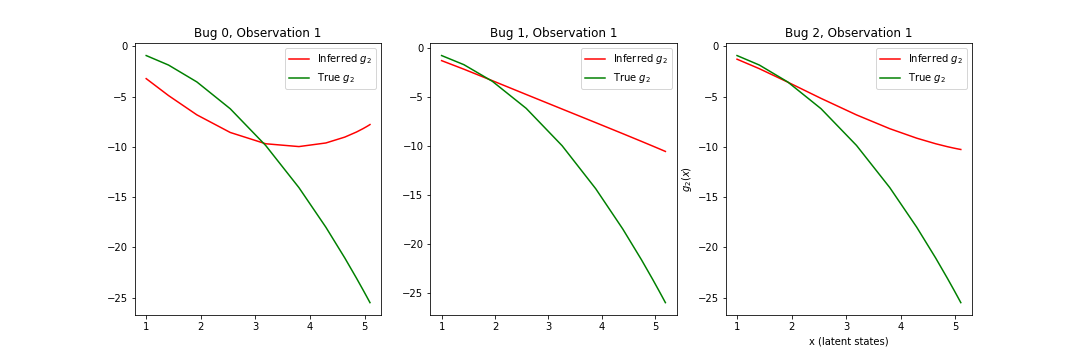 Bug 0, Observation 1
Inferred g₂
True g₂
0
−5
−10
−15
−20
−25
1 2 3 4 5
Bug 1, Observation 1
Inferred g₂
True g₂
0
−5
−10
−15
−20
−25
1 2 3 4 5
Bug 2, Observation 1
Inferred g₂
True g₂
g₂(x)
0
−5
−10
−15
−20
−25
1 2 3 4 5
x (latent states)